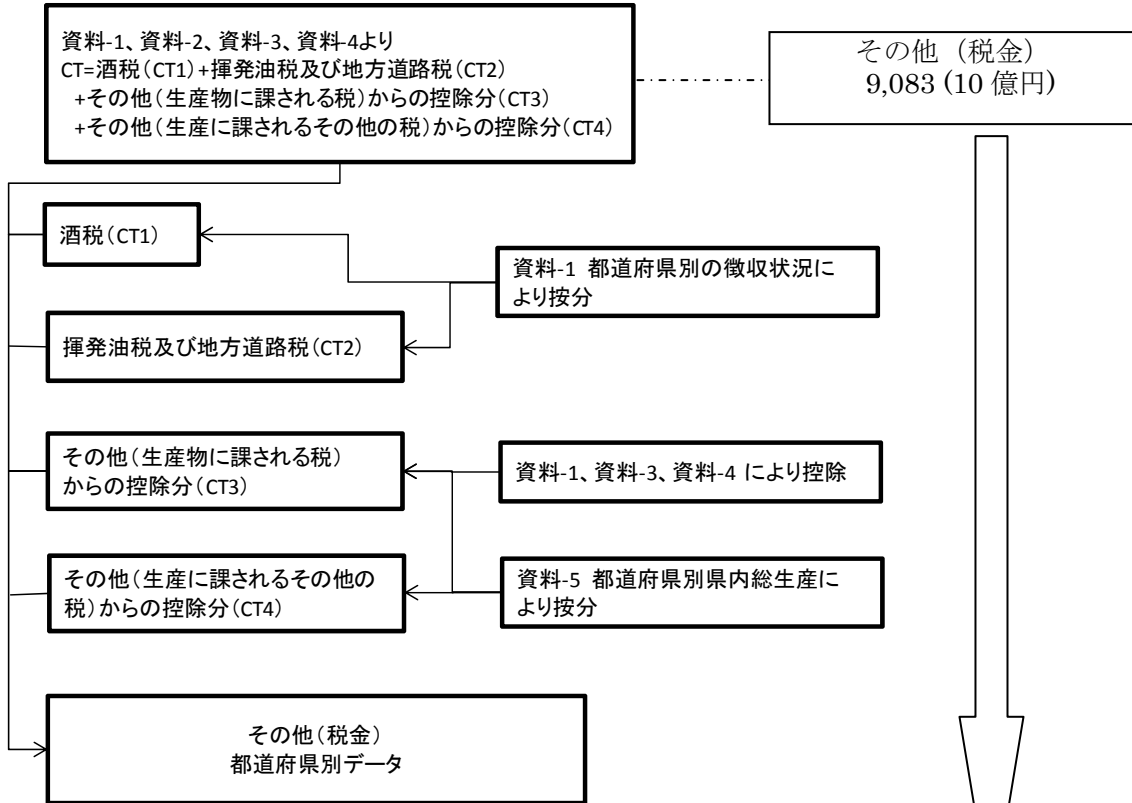 資料-1、資料-2、資料-3、資料-4より
CT=酒税(CT1)+揮発油税及び地方道路税(CT2)
+その他(生産物に課される税)からの控除分(CT3)
+その他(生産に課されるその他の税)からの控除分(CT4)
その他（税金）
9,083 (10 億円)
酒税(CT1)
資料-1 都道府県別の徴収状況に
より按分
揮発油税及び地方道路税(CT2)
その他(生産物に課される税)
からの控除分(CT3)
資料-1、資料-3、資料-4 により控除
その他(生産に課されるその他の
税)からの控除分(CT4)
資料-5 都道府県別県内総生産に
より按分
その他(税金)
都道府県別データ